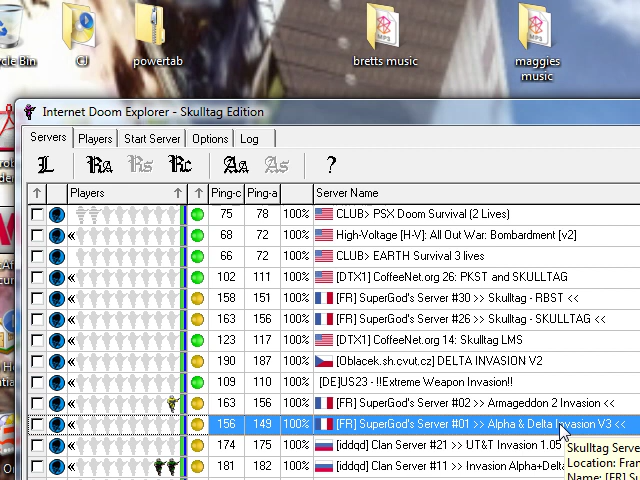 cle Bin
CJ
powertab
bretts music
maggies
music
Internet Doom Explorer - Skulltag Edition
Servers Players Start Server Options Log
L Ra Rs Rc Aa As ?
Players Ping-c Ping-a Server Name
75 78 100% CLUB> PSX Doom Survival (2 Lives)
68 72 100% High-Voltage [H-V]: All Out War: Bombardment [v2]
66 72 100% CLUB> EARTH Survival 3 lives
102 111 100% [DTX1] CoffeeNet.org 26: PKST and SKULLTAG
158 151 100% [FR] SuperGod's Server #30 >> Skulltag - RBST <<
163 156 100% [FR] SuperGod's Server #26 >> Skulltag - SKULLTAG <<
123 117 100% [DTX1] CoffeeNet.org 14: Skulltag LMS
190 187 100% [Oblacek.sh.cvut.cz] DELTA INVASION V2
109 110 100% [DE]US23 - !!Extreme Weapon Invasion!!
163 156 100% [FR] SuperGod's Server #02 >> Armageddon 2 Invasion <<
156 149 100% [FR] SuperGod's Server #01 >> Alpha & Delta Invasion V3 <<
174 175 100% [iddqd] Clan Server #21 >> UT&T Invasion 1.05
181 182 100% [iddqd] Clan Server #11 >> Invasion Alpha+Delta
Skulltag Serve
Location: Fran
Name: [FR] Su